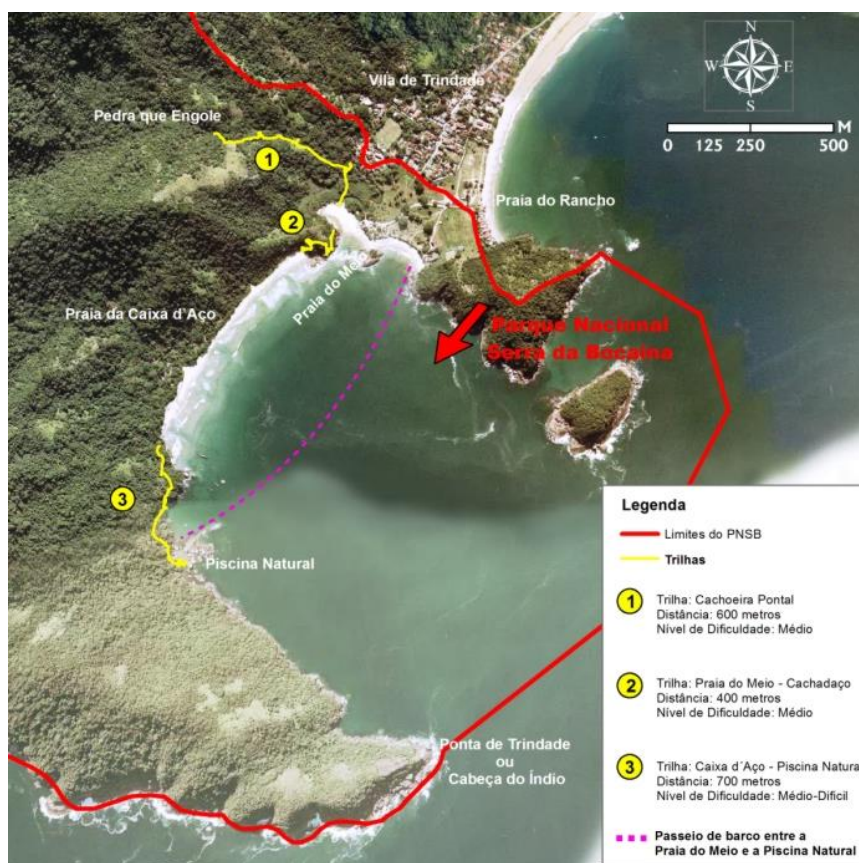 N
W E
S
M
0 125 250 500
Vila de Trindade
Pedra que Engole
1
2
Praia do Rancho
Praia do Meio
Praia da Caixa d'Aço
Parque Nacional
Serra da Bocaina
3
Piscina Natural
Ponta de Trindade
ou
Cabeça do Índio
Legenda
Limites do PNSB
Trilhas
1
Trilha: Cachoeira Pontal
Distância: 600 metros
Nível de Dificuldade: Médio
2
Trilha: Praia do Meio - Cachadaço
Distância: 400 metros
Nível de Dificuldade: Médio
3
Trilha: Caixa d´Aço - Piscina Natura
Distância: 700 metros
Nível de Dificuldade: Médio-Dificil
Passeio de barco entre a
Praia do Meio e a Piscina Natural